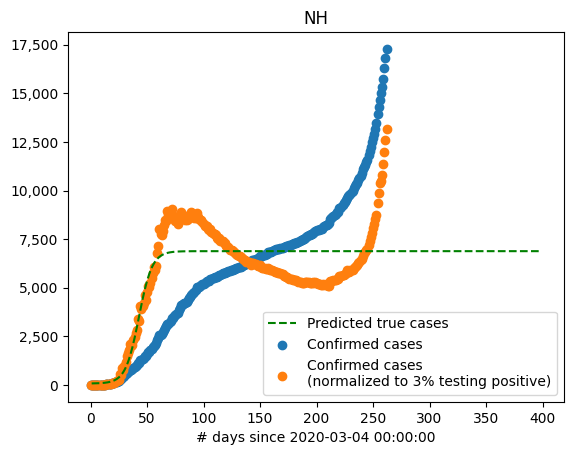 NH
17,500
15,000
12,500
10,000
7,500
5,000
2,500
0
Predicted true cases
Confirmed cases
Confirmed cases
(normalized to 3% testing positive)
0 50 100 150 200 250 300 350 400
# days since 2020-03-04 00:00:00